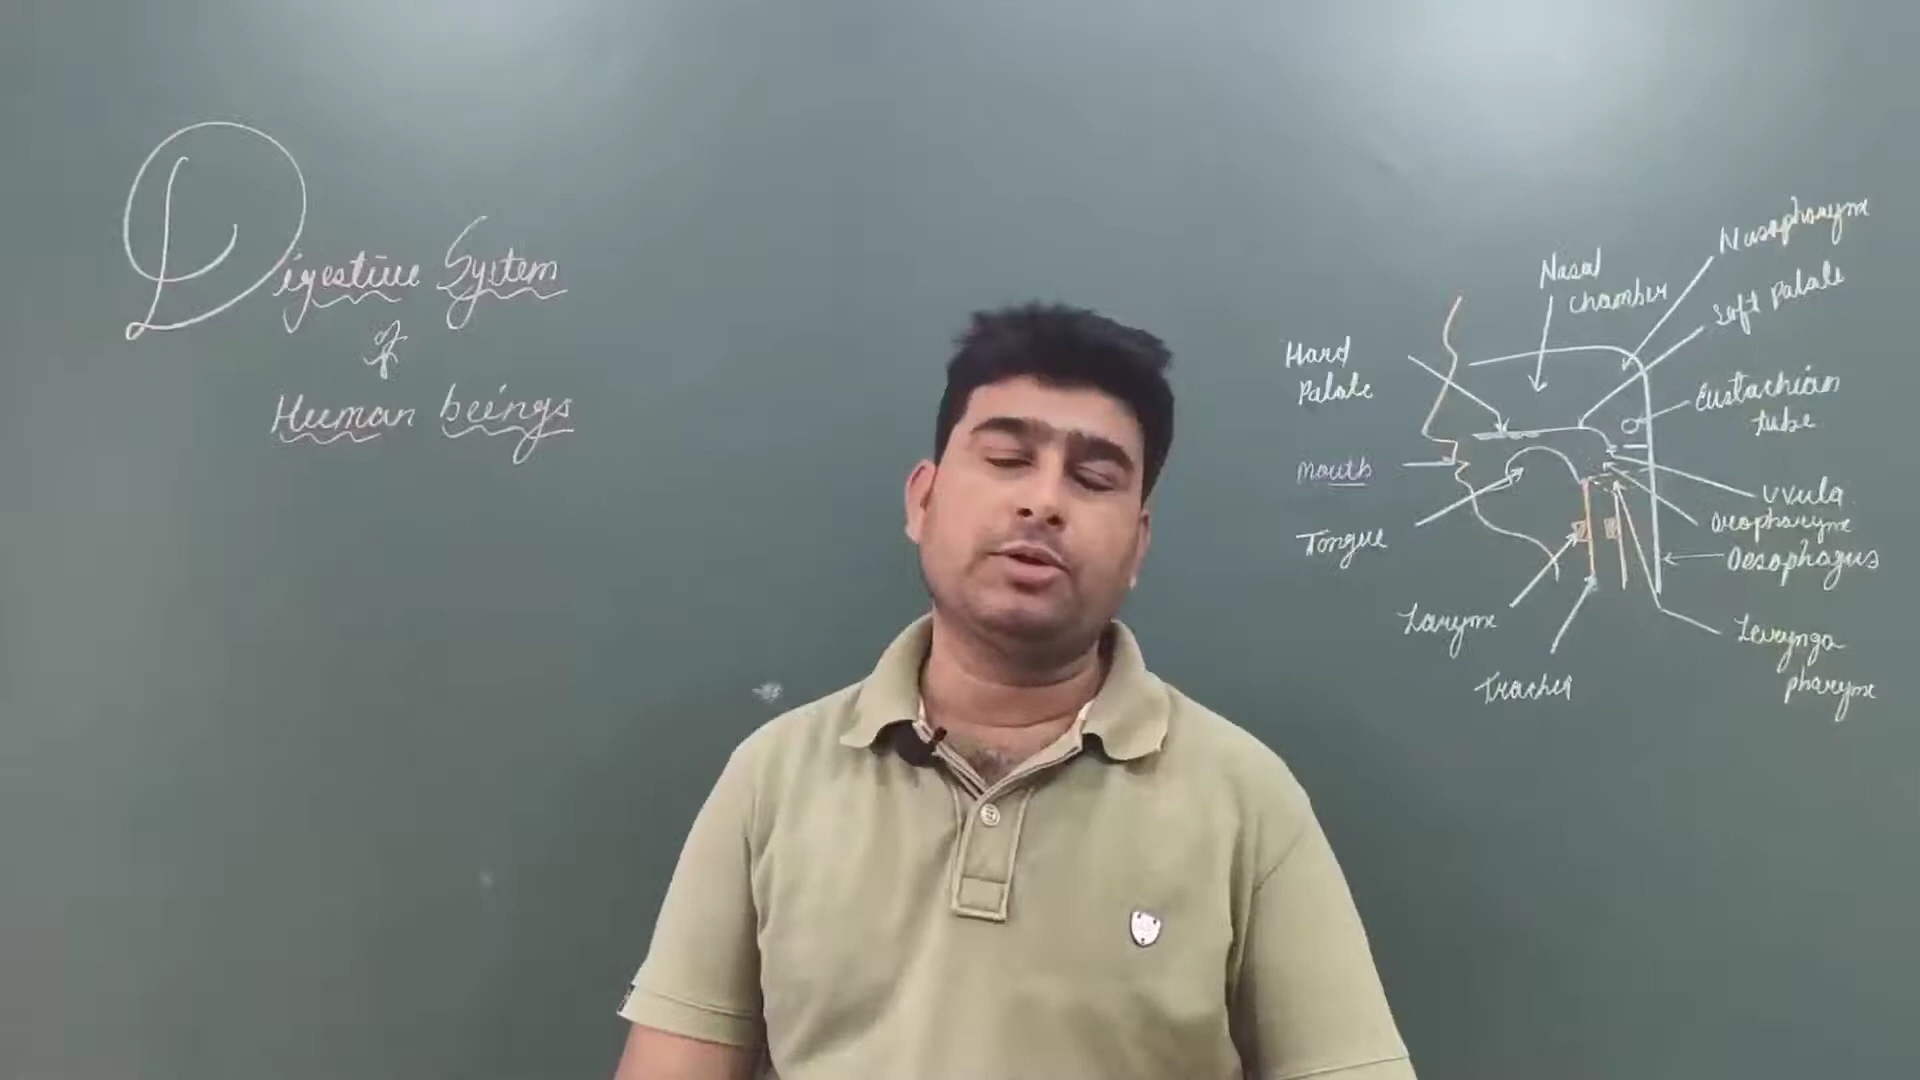 Digestive System
of
Human beings
Nasopharynx
Nasal
chamber
Soft Palate
Hard
Palate
Eustachian
tube
mouth
Uvula
Oropharynx
Tongue
Oesophagus
Larynx
Laryngo
pharynx
Trachea